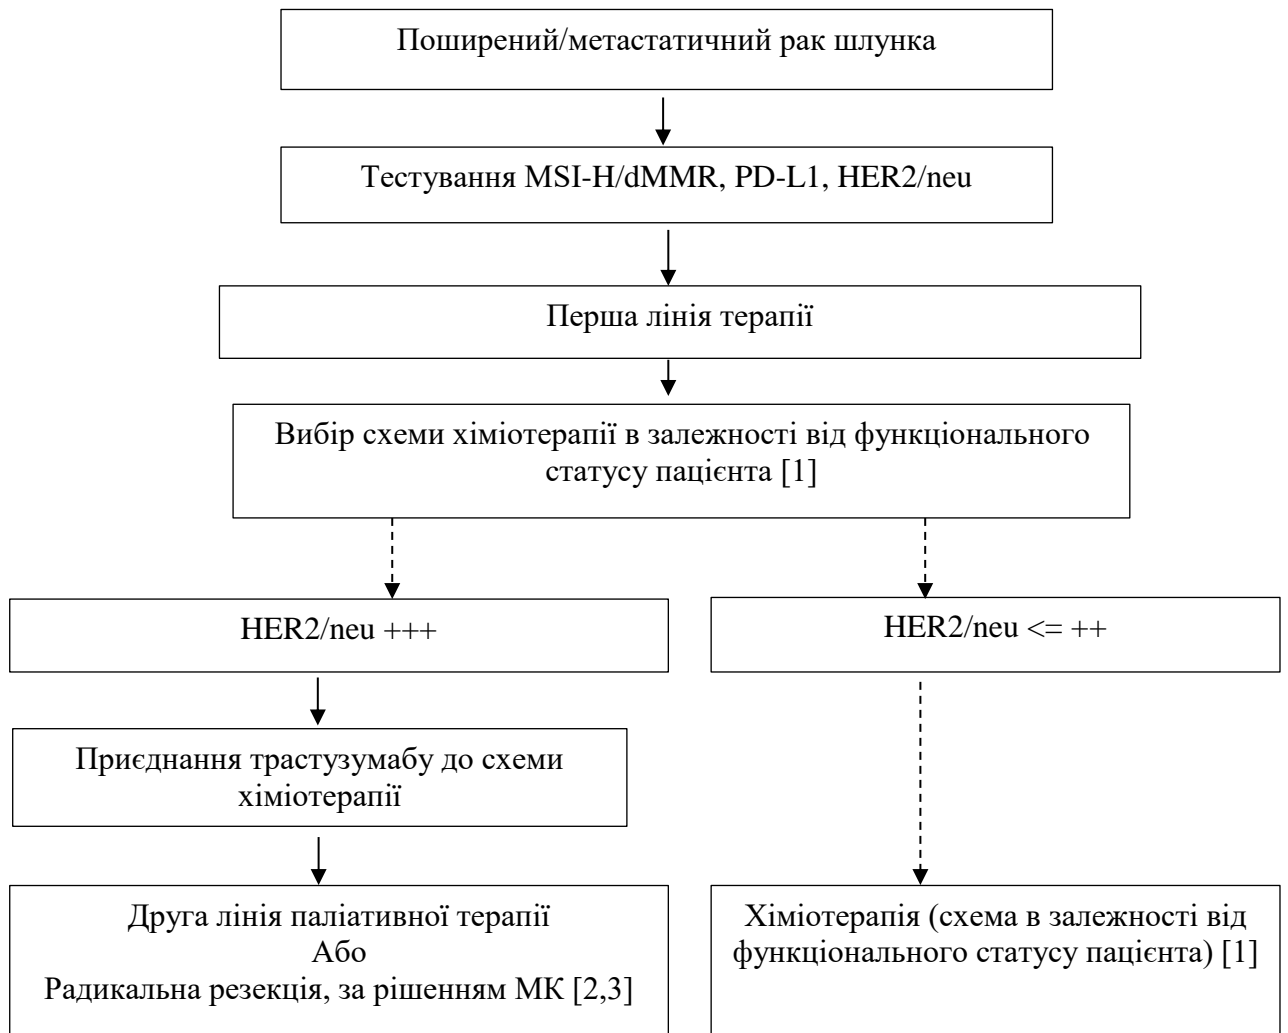 Поширений/метастатичний рак шлунка
Тестування MSI-H/dMMR, PD-L1, HER2/neu
Перша лінія терапії
Вибір схеми хіміотерапії в залежності від функціонального
статусу пацієнта [1]
HER2/neu +++
HER2/neu <= ++
Приєднання трастузумабу до схеми
хіміотерапії
Друга лінія паліативної терапії
Або
Радикальна резекція, за рішенням МК [2,3]
Хіміотерапія (схема в залежності від
функціонального статусу пацієнта) [1]